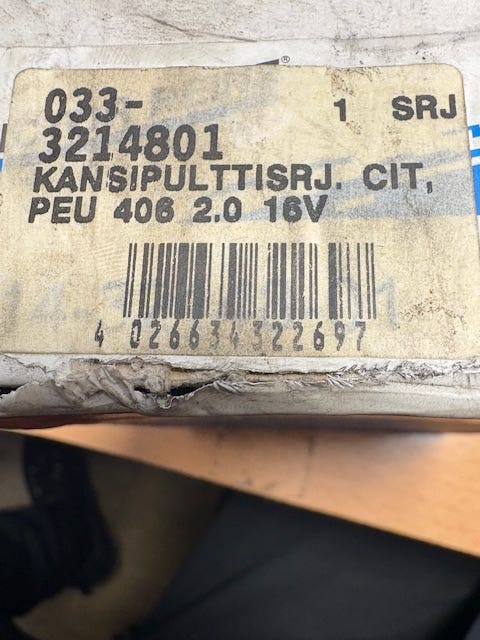 033-
1 SRJ
3214801
KANSIPULTTISRJ. CIT,
PEU 406 2.0 16V
4 026634322697